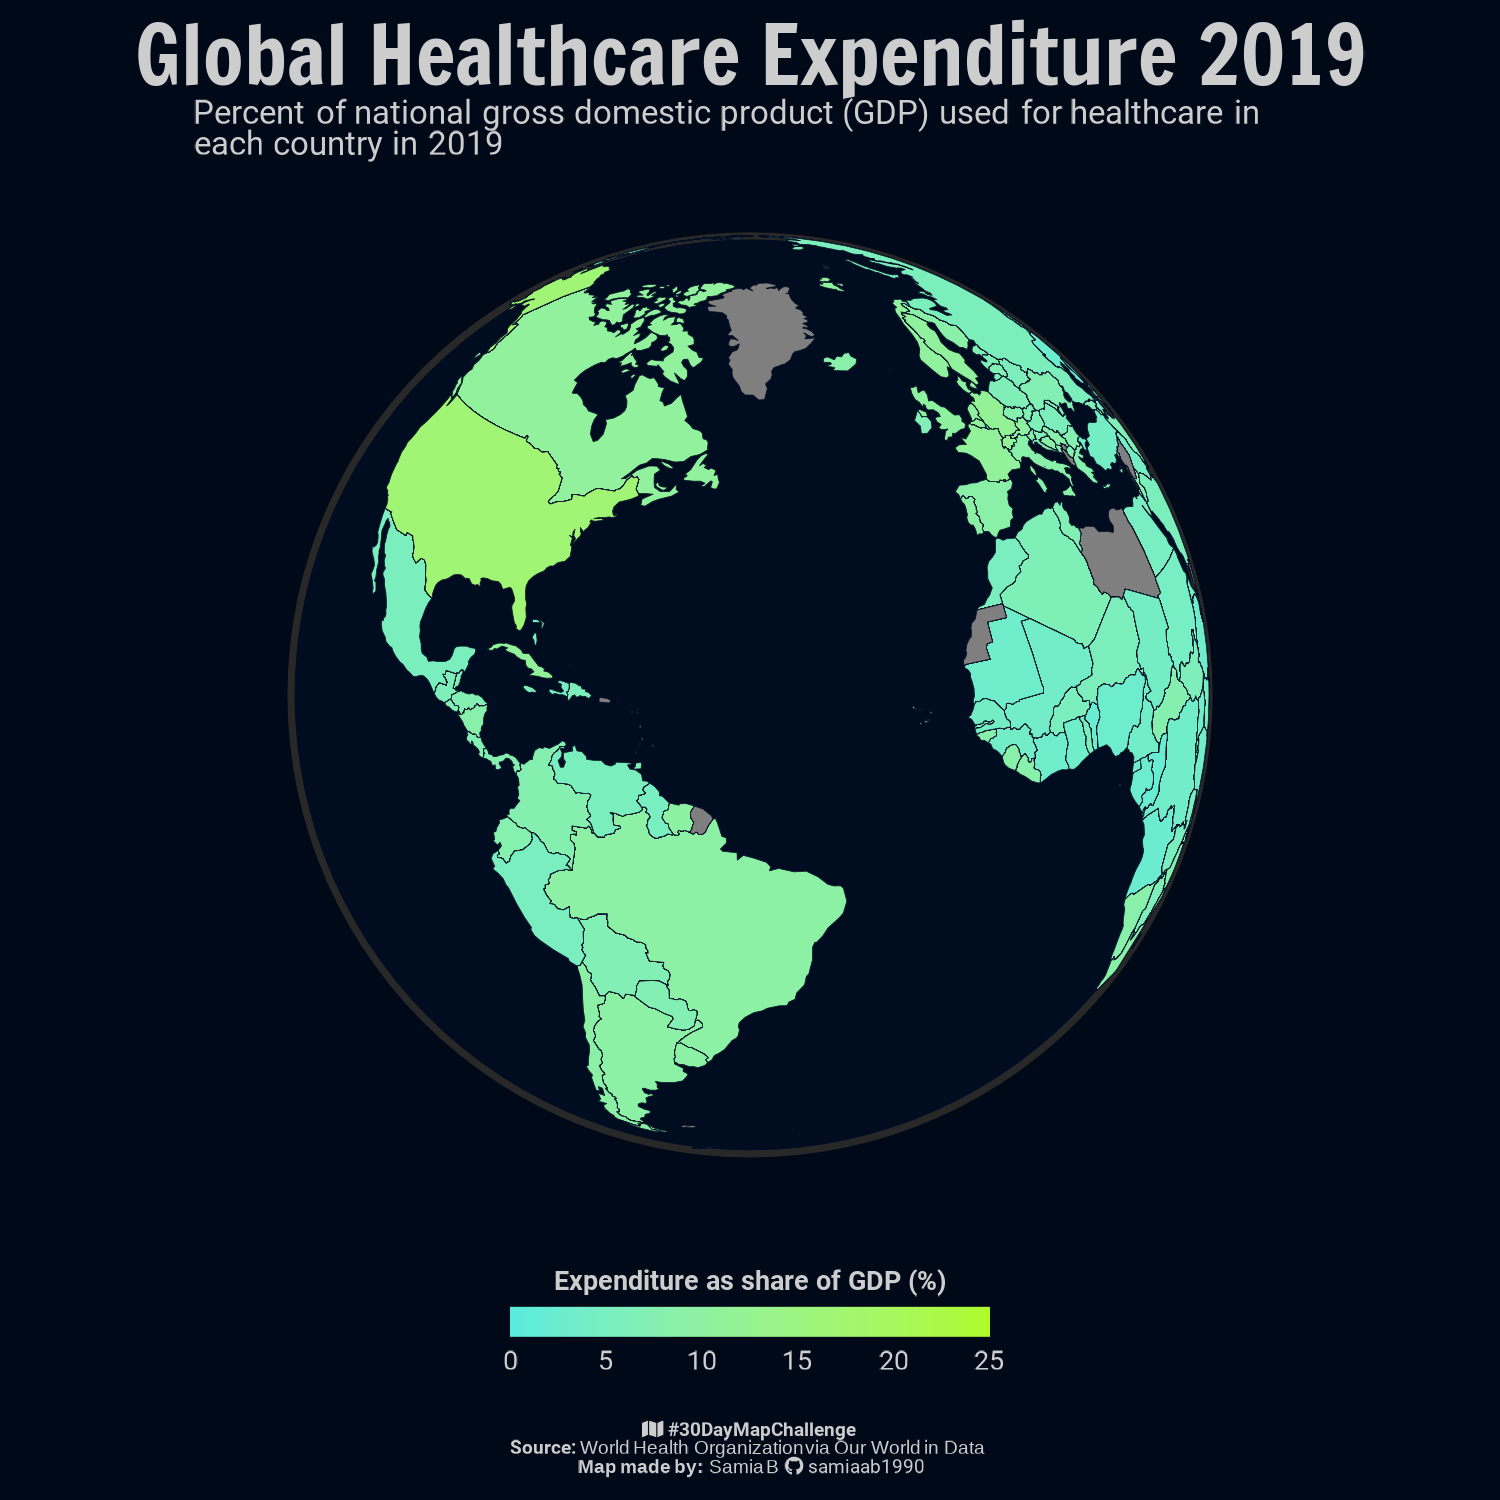 Global Healthcare Expenditure 2019
Percent of national gross domestic product (GDP) used for healthcare in
each country in 2019
Expenditure as share of GDP (%)
0 5 10 15 20 25
#30DayMapChallenge
Source: World Health Organization via Our World in Data
Map made by: Samia B samiaab1990